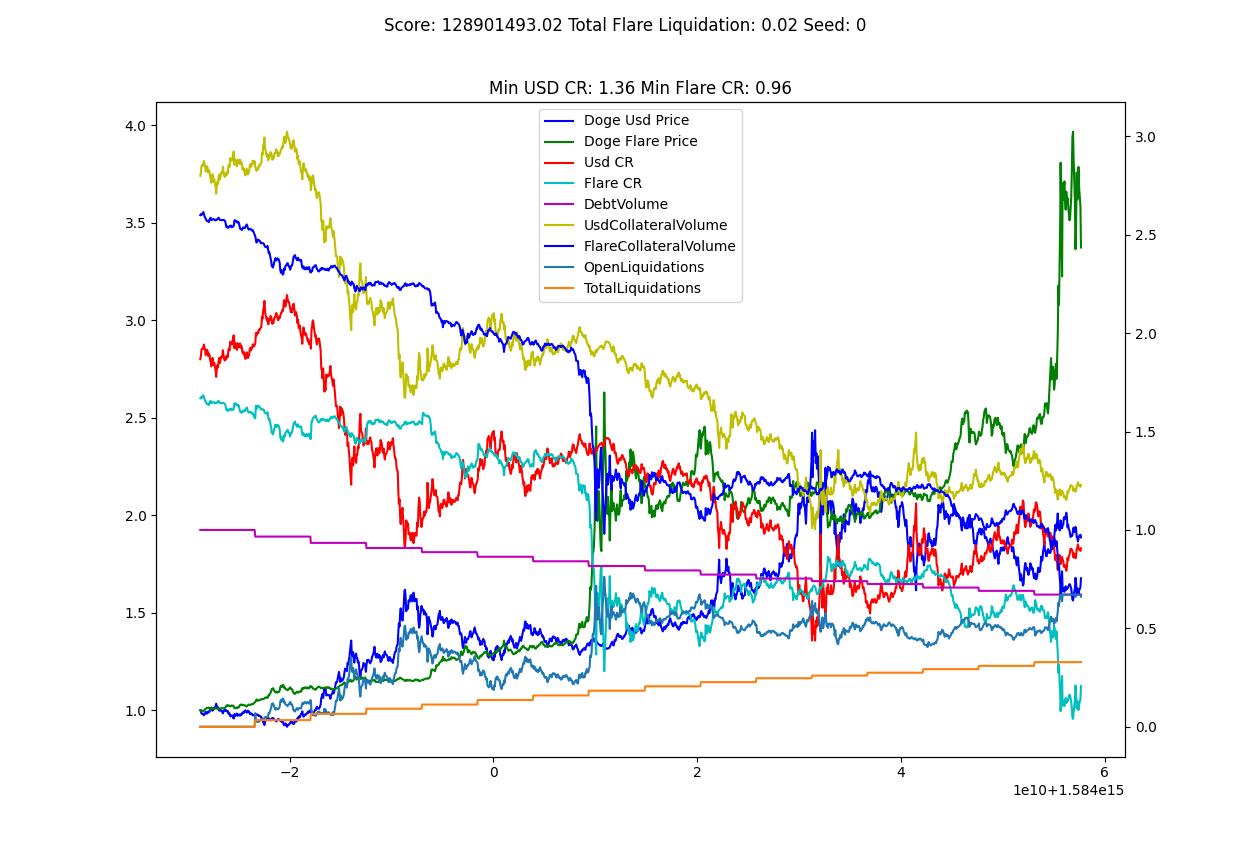 Score: 128901493.02 Total Flare Liquidation: 0.02 Seed: 0
Min USD CR: 1.36 Min Flare CR: 0.96
Doge Usd Price
Doge Flare Price
Usd CR
Flare CR
DebtVolume
UsdCollateralVolume
FlareCollateralVolume
OpenLiquidations
TotalLiquidations
4.0
3.5
3.0
2.5
2.0
1.5
1.0
3.0
2.5
2.0
1.5
1.0
0.5
0.0
−2 0 2 4 6
1e10+1.584e15